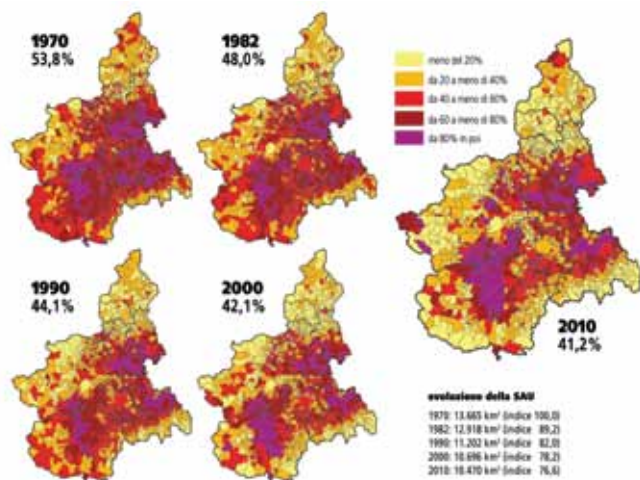 1970
53,8%
1982
48,0%
meno del 20%
da 20 a meno di 40%
da 40 a meno di 60%
da 60 a meno di 80%
da 80% in poi
1990
44,1%
2000
42,1%
2010
41,2%
evoluzione della SAU
1970: 13.665 km² (indice 100,0)
1982: 12.918 km² (indice 89,2)
1990: 11.202 km² (indice 82,0)
2000: 10.696 km² (indice 78,2)
2010: 10.470 km² (indice 76,6)